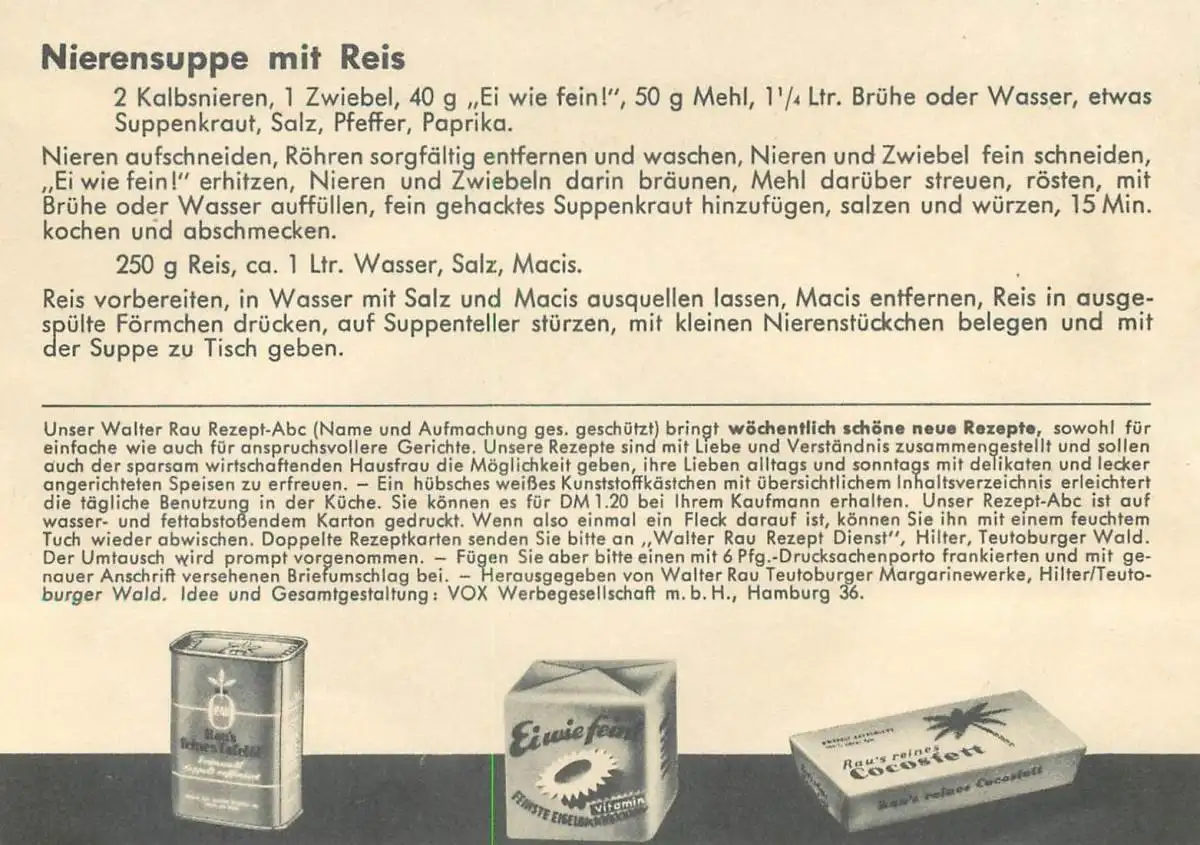 Nierensuppe mit Reis
2 Kalbsnieren, 1 Zwiebel, 40 g „Ei wie fein!“, 50 g Mehl, 1¹/₄ Ltr. Brühe oder Wasser, etwas
Suppenkraut, Salz, Pfeffer, Paprika.
Nieren aufschneiden, Röhren sorgfältig entfernen und waschen, Nieren und Zwiebel fein schneiden,
„Ei wie fein!“ erhitzen, Nieren und Zwiebeln darin bräunen, Mehl darüber streuen, rösten, mit
Brühe oder Wasser auffüllen, fein gehacktes Suppenkraut hinzufügen, salzen und würzen, 15 Min.
kochen und abschmecken.
250 g Reis, ca. 1 Ltr. Wasser, Salz, Macis.
Reis vorbereiten, in Wasser mit Salz und Macis ausquellen lassen, Macis entfernen, Reis in ausge-
spülte Förmchen drücken, auf Suppenteller stürzen, mit kleinen Nierenstückchen belegen und mit
der Suppe zu Tisch geben.
Unser Walter Rau Rezept-Abc (Name und Aufmachung ges. geschützt) bringt wöchentlich schöne neue Rezepte, sowohl für
einfache wie auch für anspruchsvollere Gerichte. Unsere Rezepte sind mit Liebe und Verständnis zusammengestellt und sollen
auch der sparsam wirtschaftenden Hausfrau die Möglichkeit geben, ihre Lieben alltags und sonntags mit delikaten und lecker
angerichteten Speisen zu erfreuen. – Ein hübsches weißes Kunststoffkästchen mit übersichtlichem Inhaltsverzeichnis erleichtert
die tägliche Benutzung in der Küche. Sie können es für DM 1.20 bei Ihrem Kaufmann erhalten. Unser Rezept-Abc ist auf
wasser- und fettabstoßendem Karton gedruckt. Wenn also einmal ein Fleck darauf ist, können Sie ihn mit einem feuchtem
Tuch wieder abwischen. Doppelte Rezeptkarten senden Sie bitte an „Walter Rau Rezept Dienst“, Hilter, Teutoburger Wald.
Der Umtausch wird prompt vorgenommen. – Fügen Sie aber bitte einen mit 6 Pfg.-Drucksachenporto frankierten und mit ge-
nauer Anschrift versehenen Briefumschlag bei. – Herausgegeben von Walter Rau Teutoburger Margarinewerke, Hilter/Teuto-
burger Wald. Idee und Gesamtgestaltung: VOX Werbegesellschaft m. b. H., Hamburg 36.
RAU
Rau's
feines Tafelöl
Ei wie fein!
FEINSTE
vitamin
Rau's reines
Cocosfett
Rau's reines Cocosfett